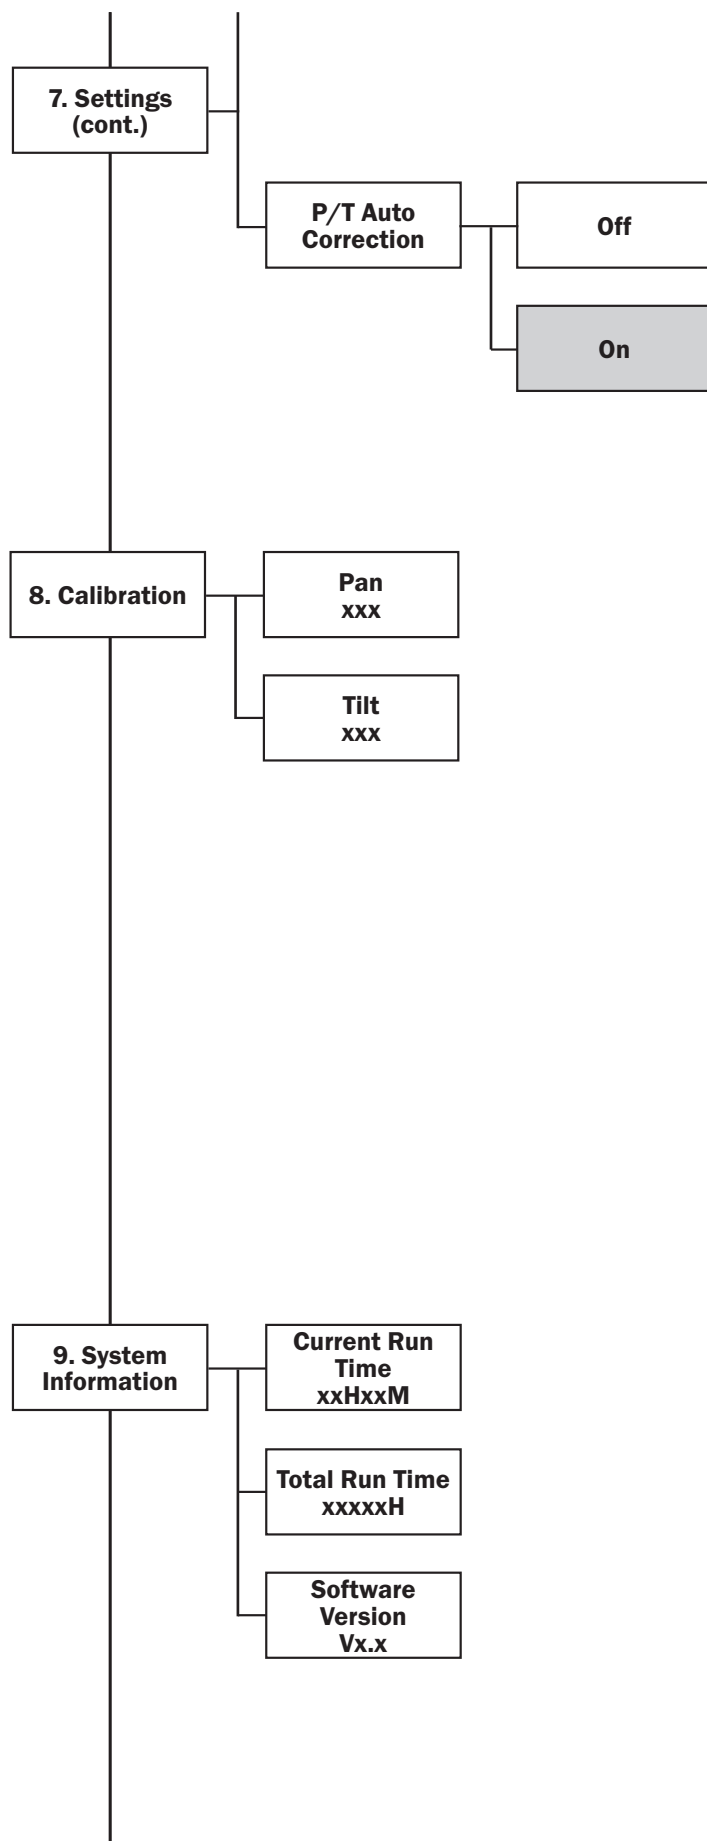 7. Settings
(cont.)
P/T Auto
Correction
Off
On
8. Calibration
Pan
xxx
Tilt
xxx
9. System
Information
Current Run
Time
xxHxxM
Total Run Time
xxxxxH
Software
Version
Vx.x